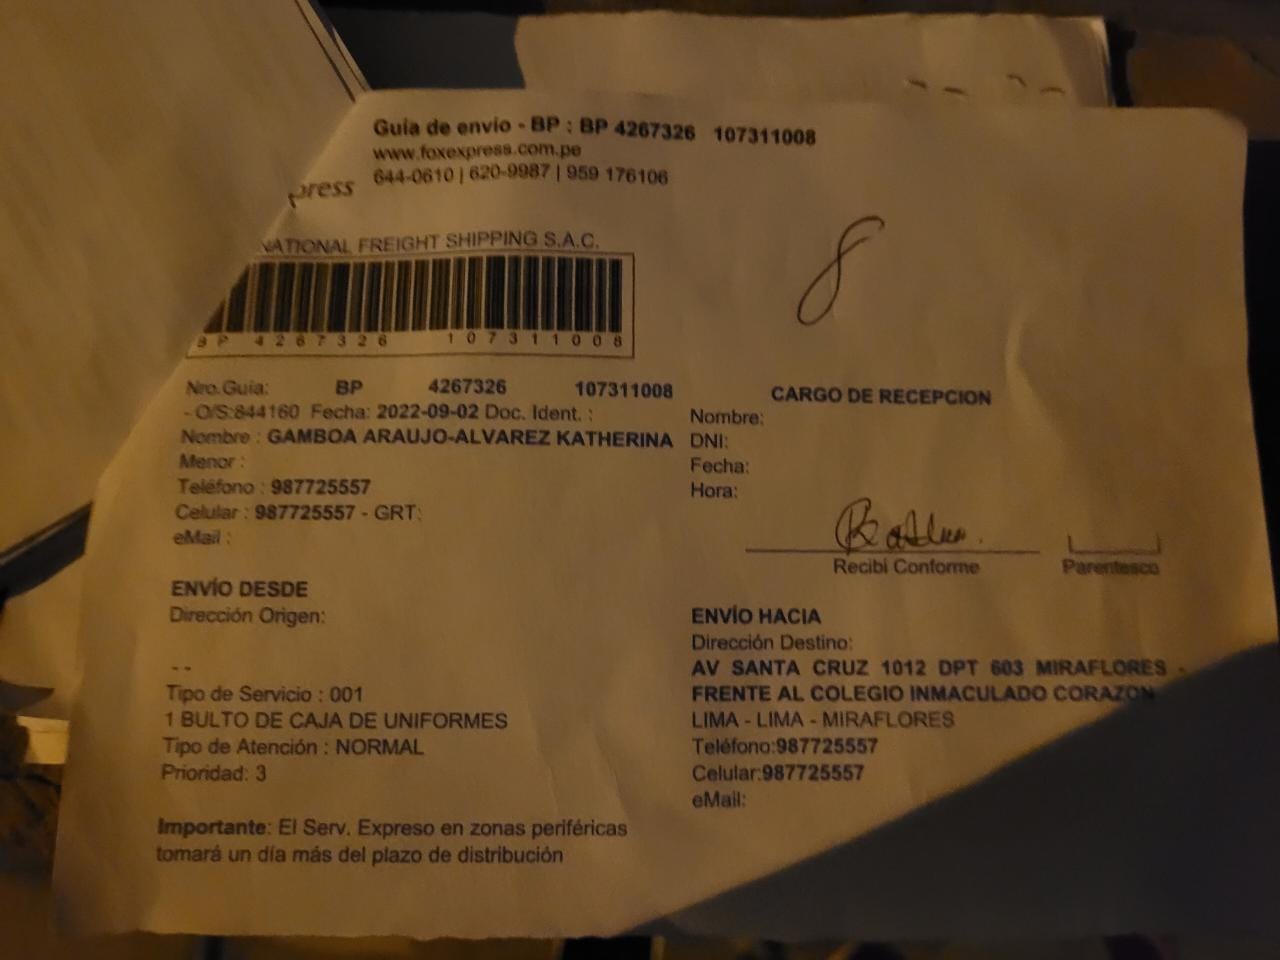 Guía de envío - BP : BP 4267326 107311008
www.foxexpress.com.pe
644-0610 | 620-9987 | 959 176106
press
NATIONAL FREIGHT SHIPPING S.A.C.
8
BP 4267326 107311008
Nro.Guia: BP 4267326 107311008
- O/S:844160 Fecha: 2022-09-02 Doc. Ident. :
Nombre : GAMBOA ARAUJO-ALVAREZ KATHERINA
Menor :
Teléfono : 987725557
Celular : 987725557 - GRT:
eMail :
CARGO DE RECEPCION
Nombre:
DNI:
Fecha:
Hora:
Recibi Conforme
Parentesco
ENVÍO DESDE
Dirección Origen:
- -
Tipo de Servicio : 001
1 BULTO DE CAJA DE UNIFORMES
Tipo de Atención : NORMAL
Prioridad: 3
ENVÍO HACIA
Dirección Destino:
AV SANTA CRUZ 1012 DPT 603 MIRAFLORES -
FRENTE AL COLEGIO INMACULADO CORAZON
LIMA - LIMA - MIRAFLORES
Teléfono:987725557
Celular:987725557
eMail:
Importante: El Serv. Expreso en zonas periféricas
tomará un día más del plazo de distribución